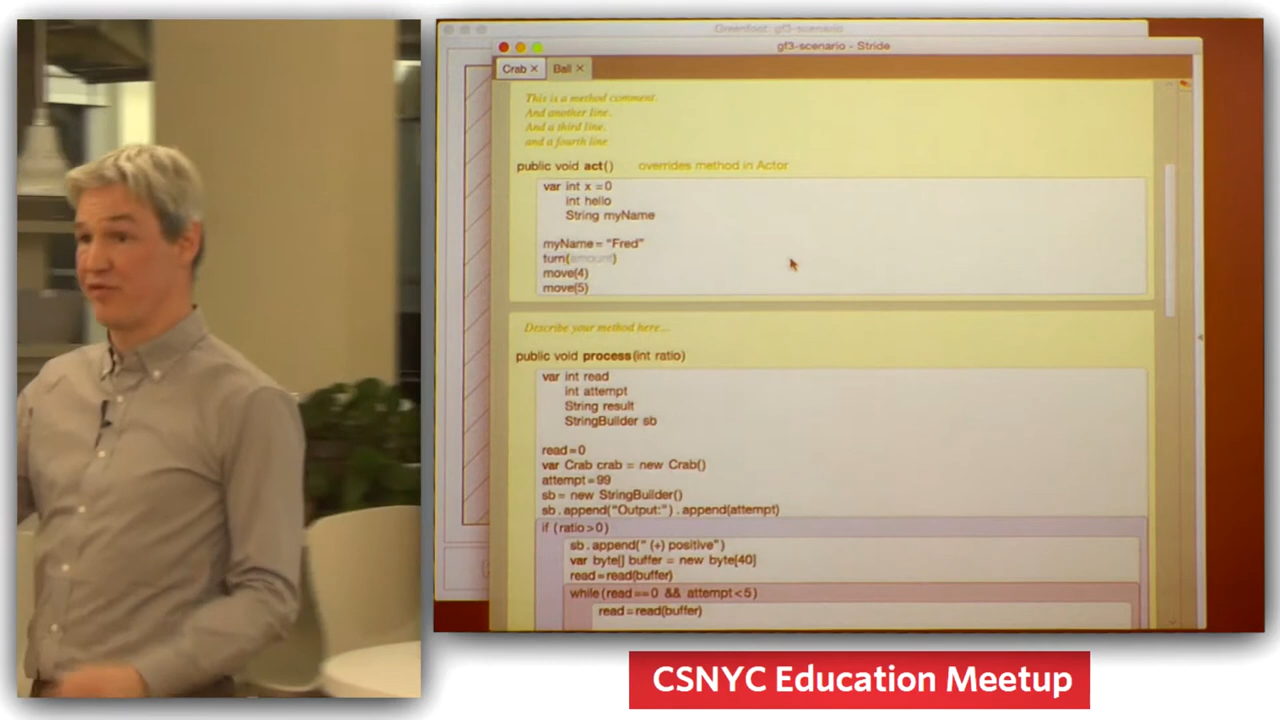 Greenfoot: gf3-scenario
gf3-scenario - Stride
Crab ×
Ball ×
This is a method comment.
And another line.
And a third line.
and a fourth line
public void act() overrides method in Actor
var int x =0
int hello
String myName
myName= "Fred"
turn(amount)
move(4)
move(5)
Describe your method here...
public void process(int ratio)
var int read
int attempt
String result
StringBuilder sb
read=0
var Crab crab = new Crab()
attempt=99
sb= new StringBuilder()
sb.append("Output:").append(attempt)
if (ratio>0)
sb.append(" (+) positive")
var byte[] buffer = new byte[40]
read=read(buffer)
while(read==0 && attempt<5)
read=read(buffer)
CSNYC Education Meetup